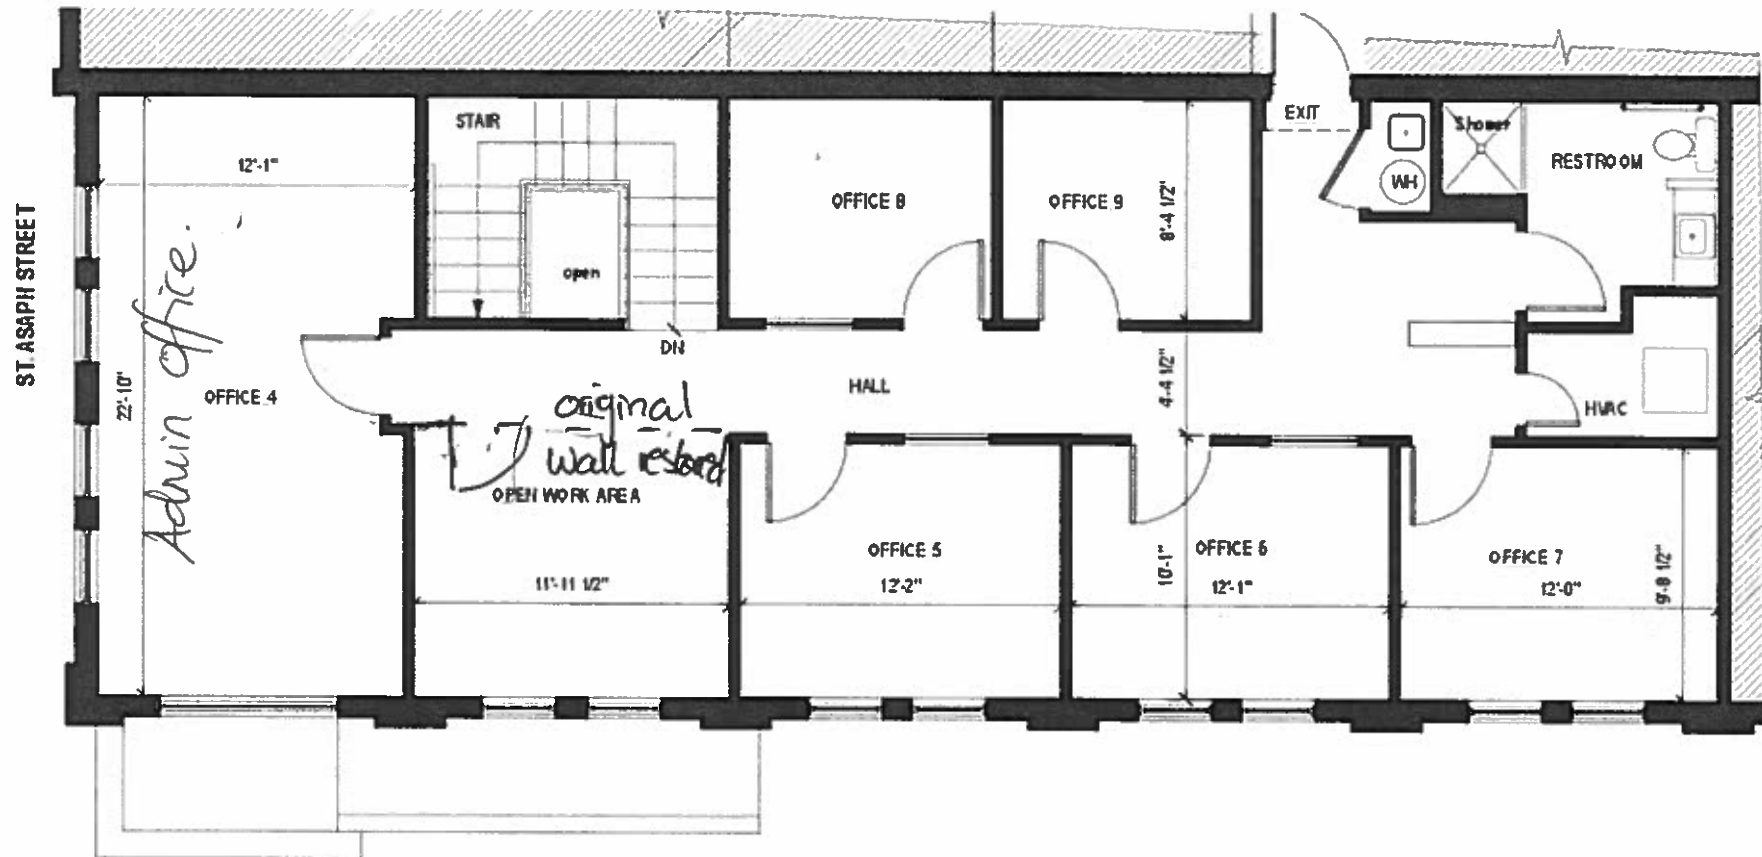 EXIT
STAIR
Shower
RESTROOM
12'-1"
WH
OFFICE 8
OFFICE 9
8'-4 1/2"
open
ST. ASAPH STREET
Admin office.
22'-10"
OFFICE 4
DN
HALL
4'-4 1/2"
HVAC
original
wall restored
OPEN WORK AREA
OFFICE 5
OFFICE 6
OFFICE 7
11'-11 1/2"
12'-2"
10'-1"
12'-1"
12'-0"
9'-8 1/2"